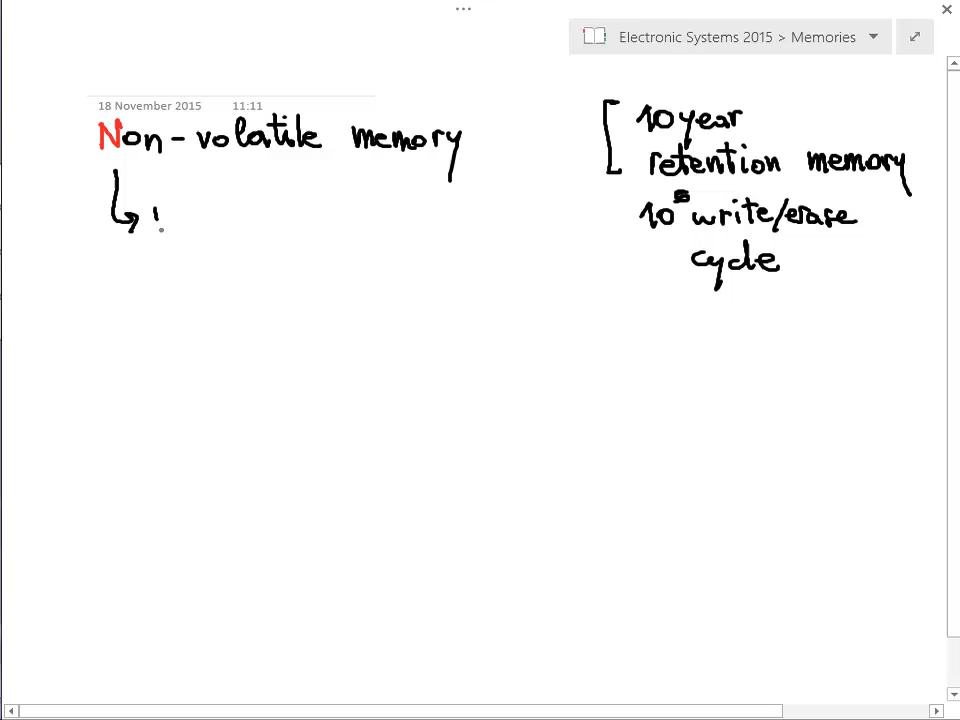 Electronic Systems 2015 > Memories
18 November 2015 11:11
Non-volatile memory
10 year
retention memory
10⁵ write/erase
cycle